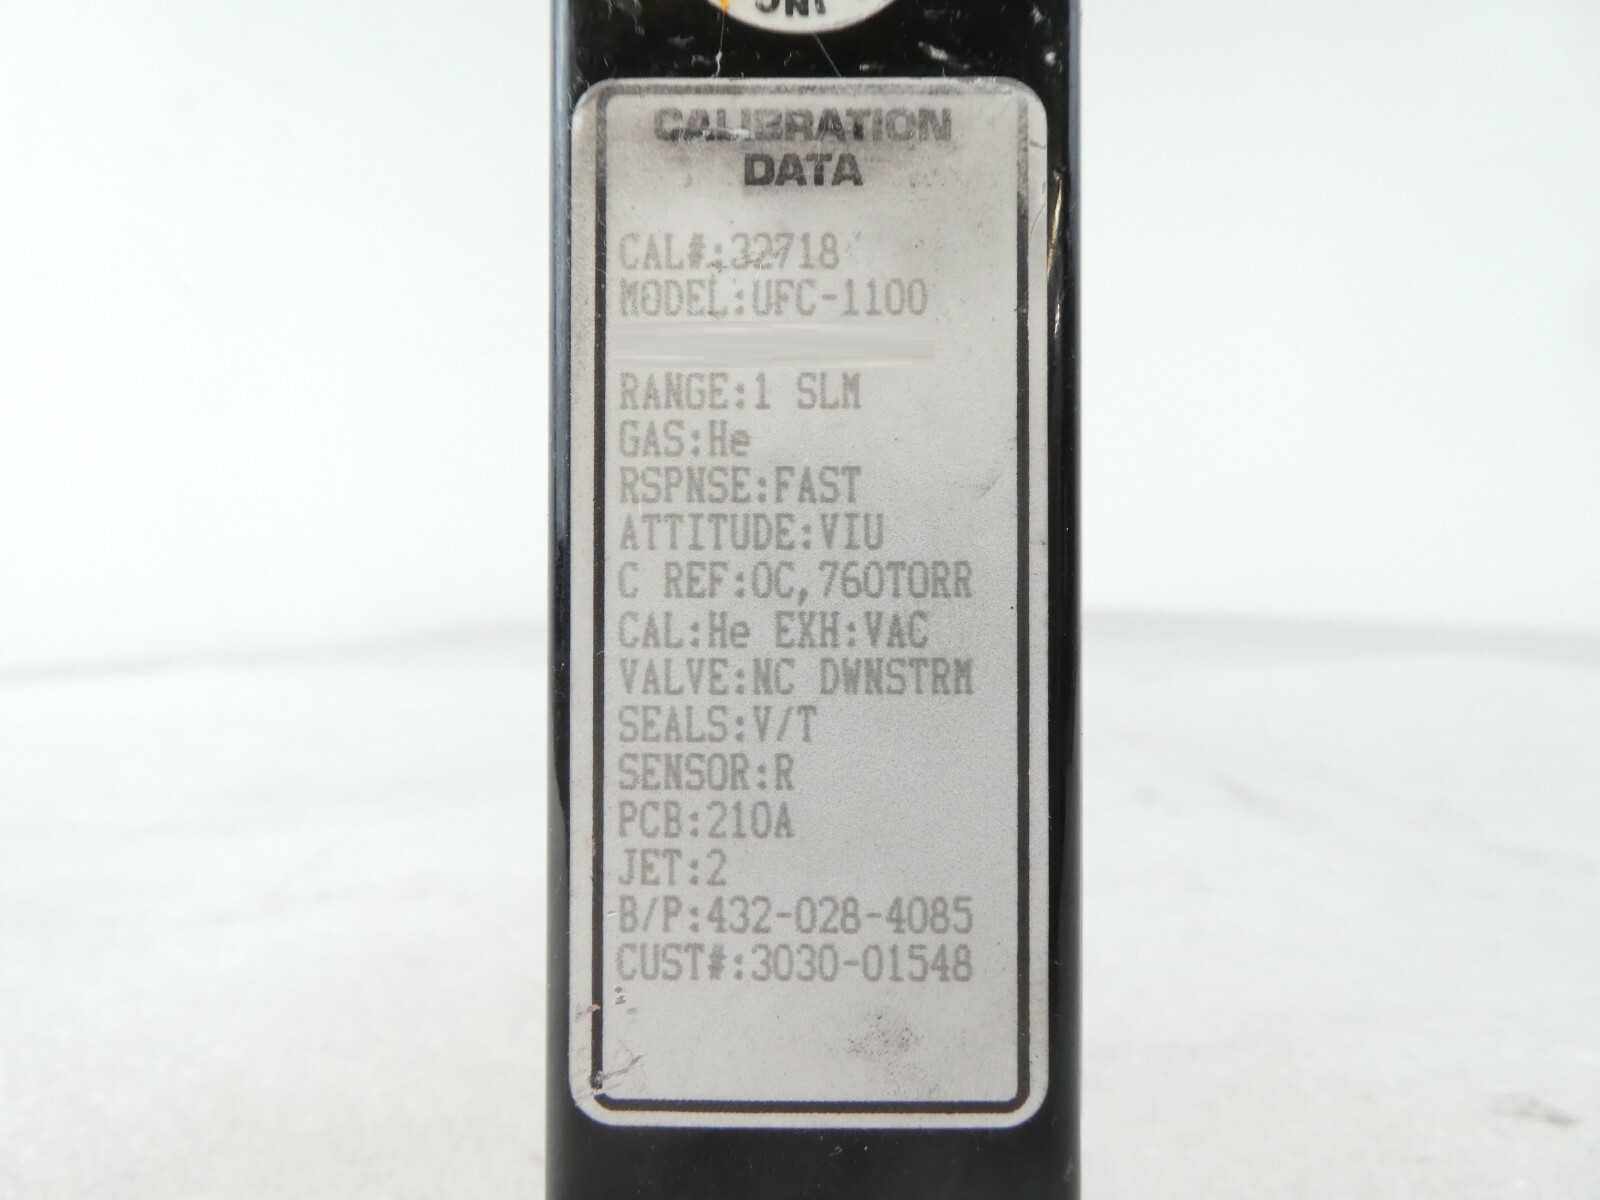 INC
CALIBRATION
DATA
CAL#:32718
MODEL:UFC-1100
RANGE:1 SLM
GAS:He
RSPNSE:FAST
ATTITUDE:VIU
C REF:0C,760TORR
CAL:He EXH:VAC
VALVE:NC DWNSTRM
SEALS:V/T
SENSOR:R
PCB:210A
JET:2
B/P:432-028-4085
CUST#:3030-01548